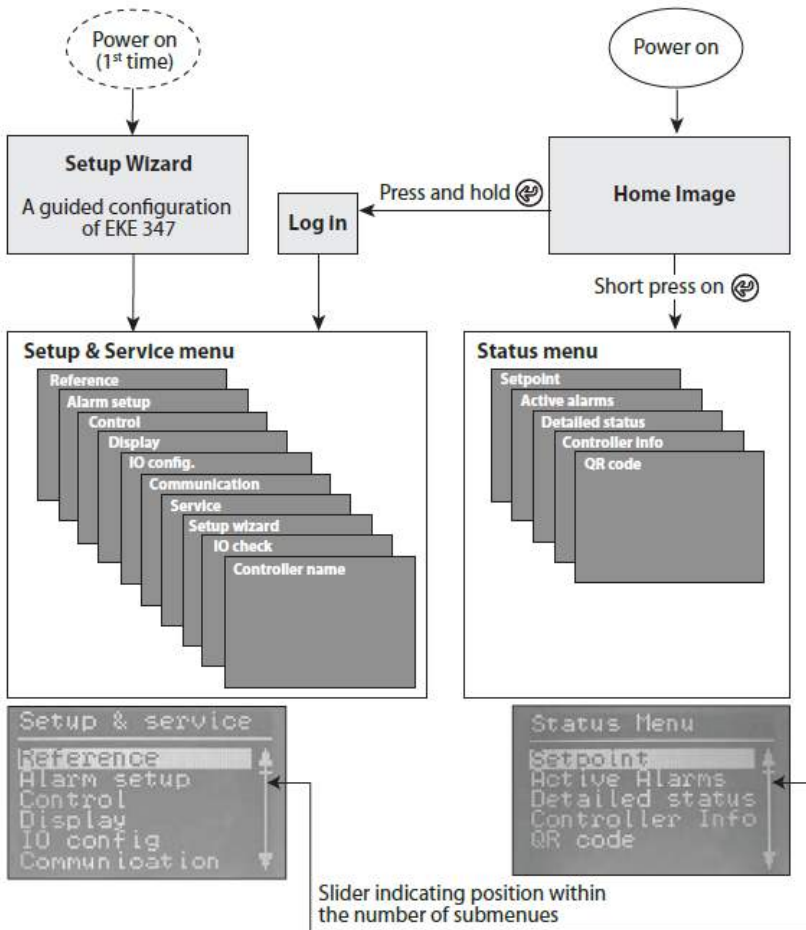 Power on
(1st time)
Power on
Setup Wizard
A guided configuration
of EKE 347
Log in
Press and hold
Home Image
Short press on
Setup & Service menu
Reference
Alarm setup
Control
Display
IO config.
Communication
Service
Setup wizard
IO check
Controller name
Status menu
Setpoint
Active alarms
Detailed status
Controller Info
QR code
Setup & service
Reference
Alarm setup
Control
Display
IO config
Communication
Status Menu
Setpoint
Active Alarms
Detailed status
Controller Info
QR code
Slider indicating position within
the number of submenues